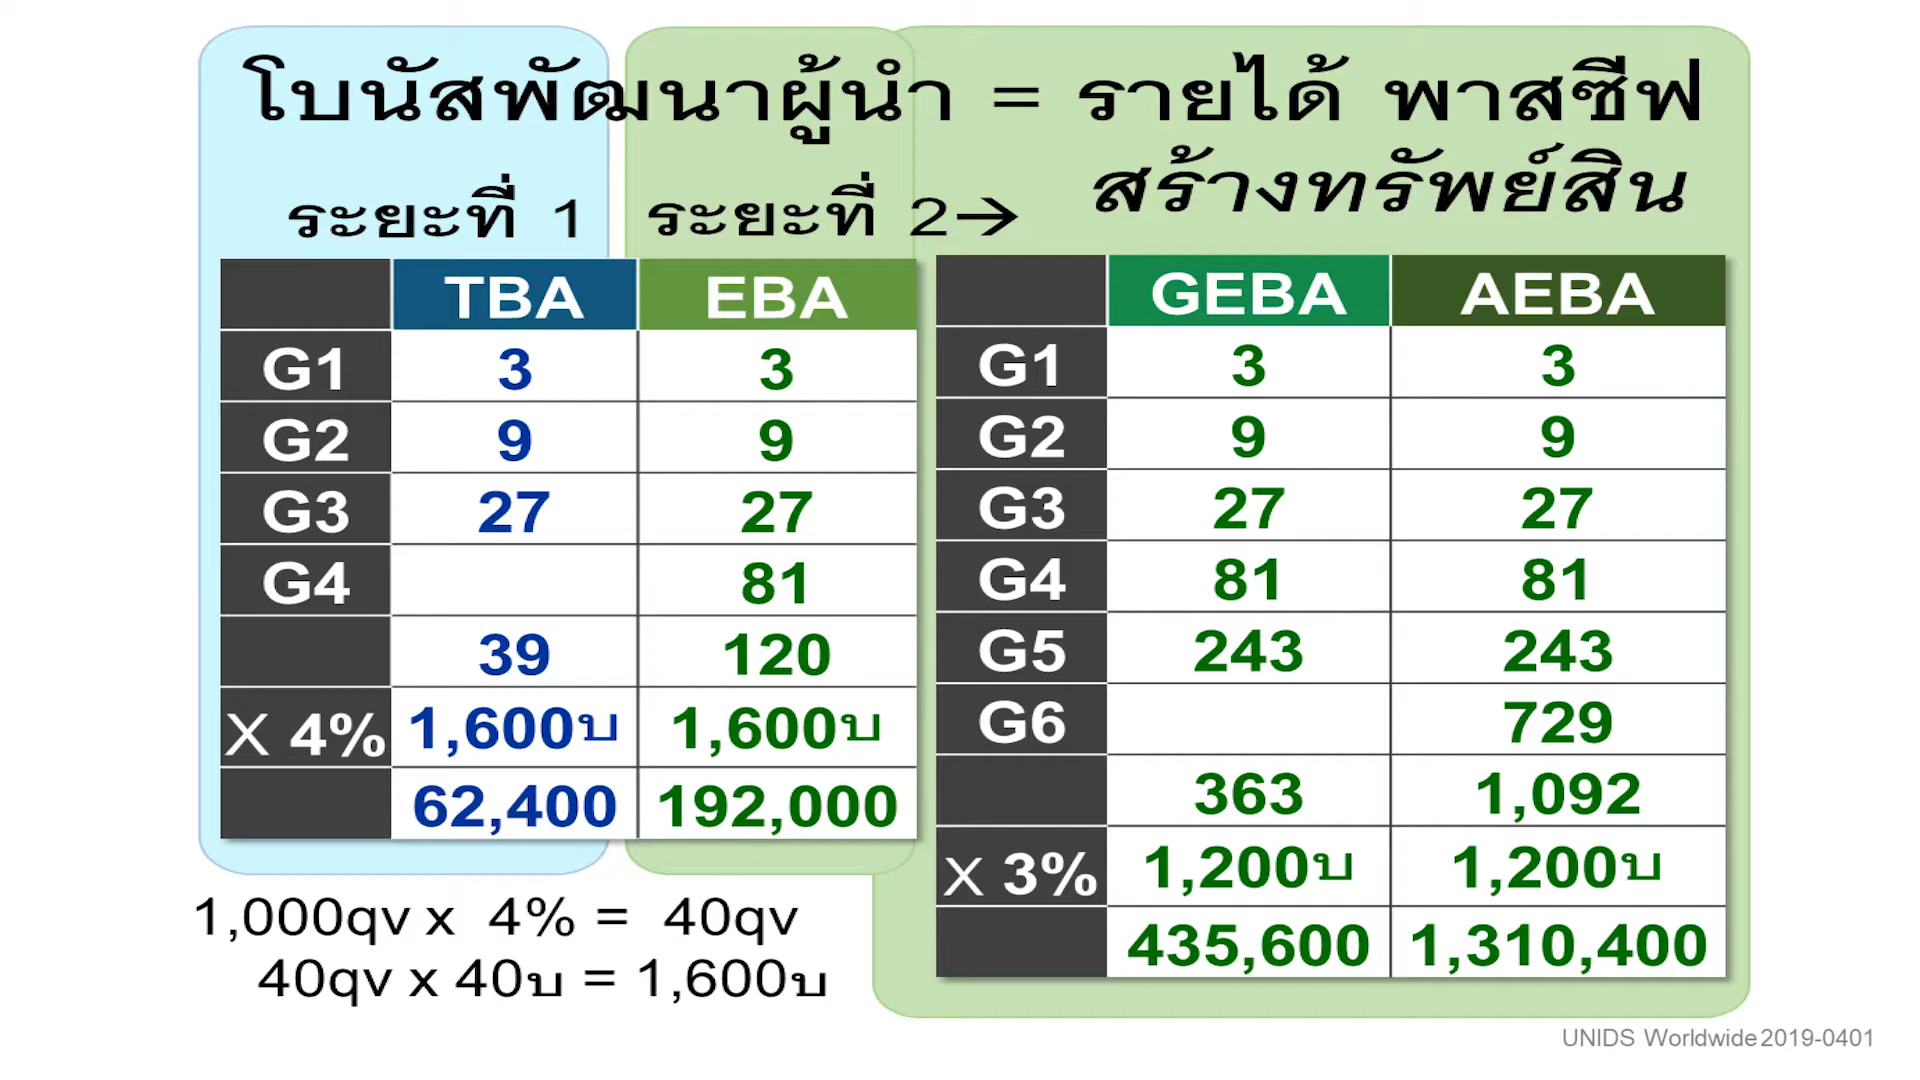 โบนัสพัฒนาผู้นำ = รายได้ พาสซีฟ
สร้างทรัพย์สิน
ระยะที่ 1 ระยะที่ 2→
TBA EBA
G1 3 3
G2 9 9
G3 27 27
G4 81
39 120
X 4% 1,600บ 1,600บ
62,400 192,000
GEBA AEBA
G1 3 3
G2 9 9
G3 27 27
G4 81 81
G5 243 243
G6 729
363 1,092
X 3% 1,200บ 1,200บ
435,600 1,310,400
1,000qv x 4% = 40qv
40qv x 40บ = 1,600บ
UNIDS Worldwide2019-0401